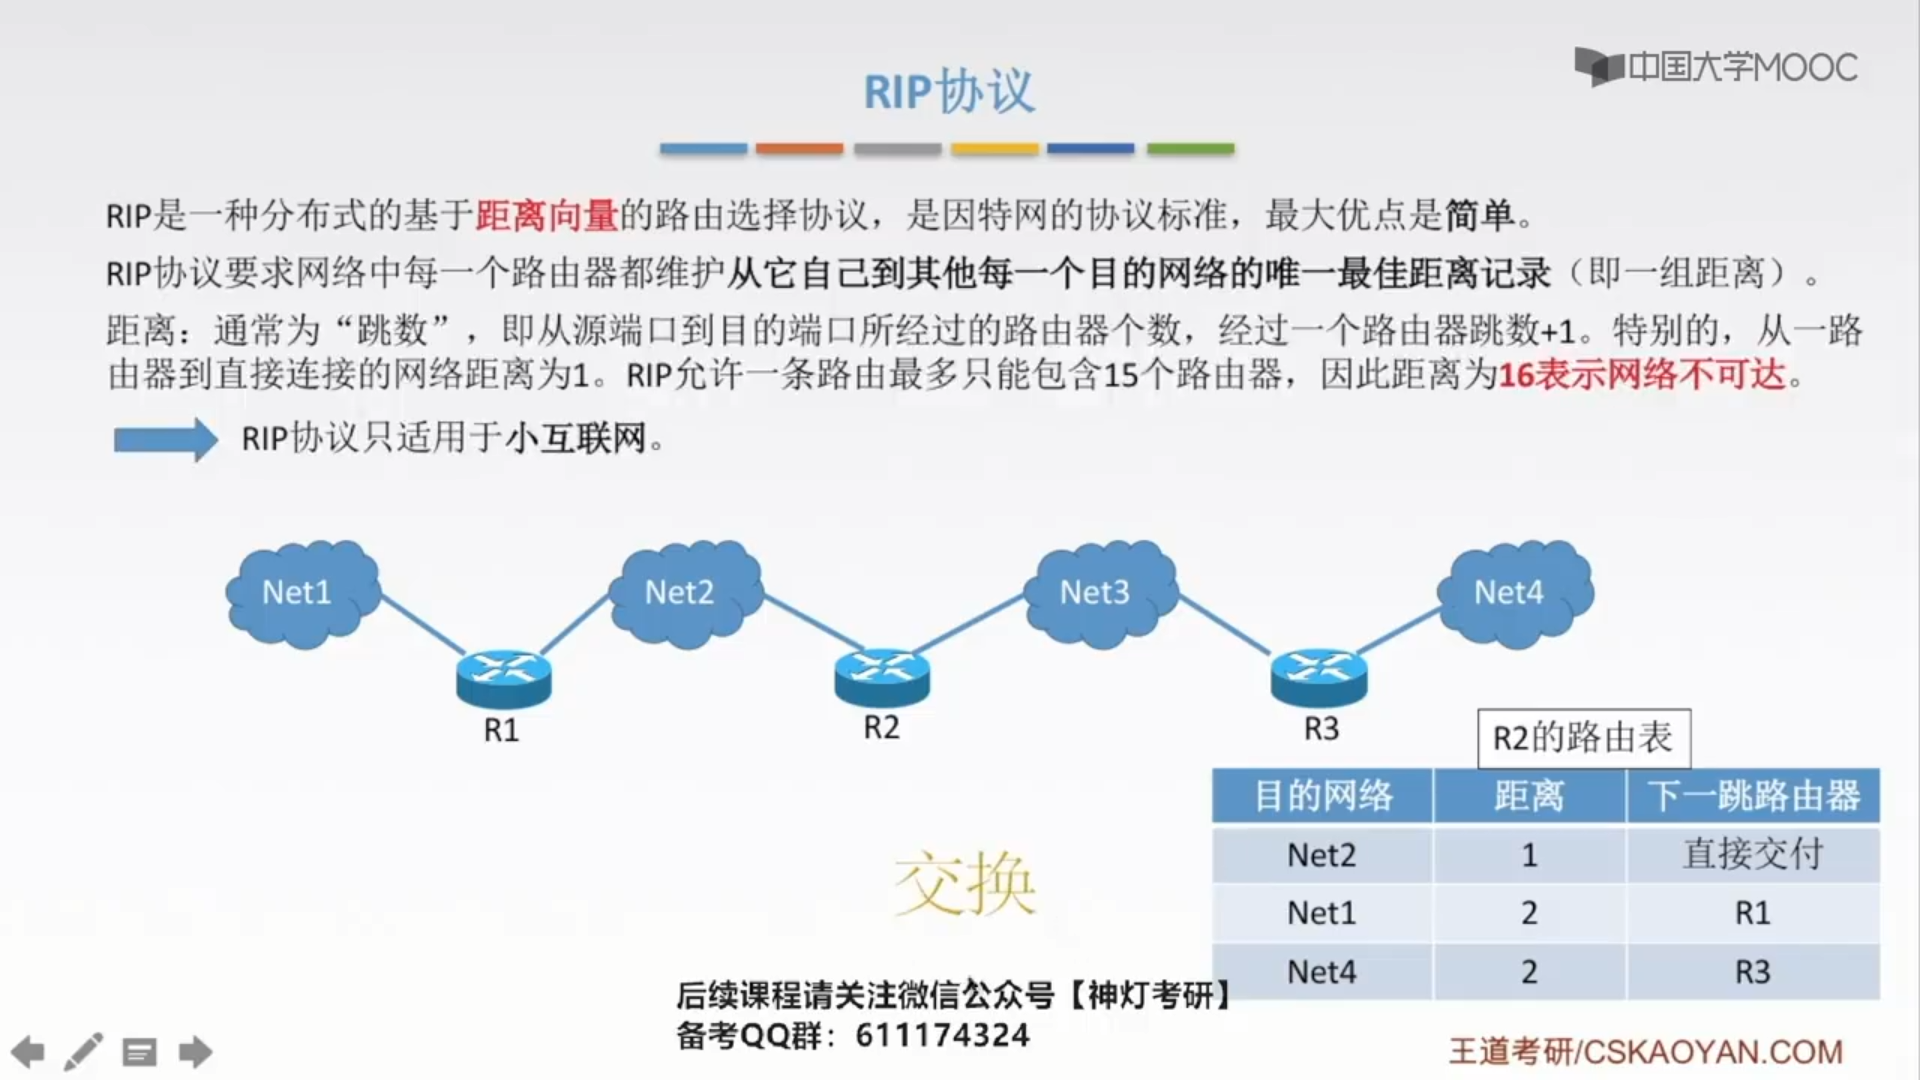 中国大学MOOC
RIP协议
RIP是一种分布式的基于距离向量的路由选择协议，是因特网的协议标准，最大优点是简单。
RIP协议要求网络中每一个路由器都维护从它自己到其他每一个目的网络的唯一最佳距离记录（即一组距离）。
距离：通常为“跳数”，即从源端口到目的端口所经过的路由器个数，经过一个路由器跳数+1。特别的，从一路
由器到直接连接的网络距离为1。RIP允许一条路由最多只能包含15个路由器，因此距离为16表示网络不可达。
RIP协议只适用于小互联网。
Net1
Net2
Net3
Net4
R1
R2
R3
R2的路由表
目的网络 距离 下一跳路由器
Net2 1 直接交付
Net1 2 R1
Net4 2 R3
交换
后续课程请关注微信公众号【神灯考研】
备考QQ群：611174324
王道考研/CSKAOYAN.COM